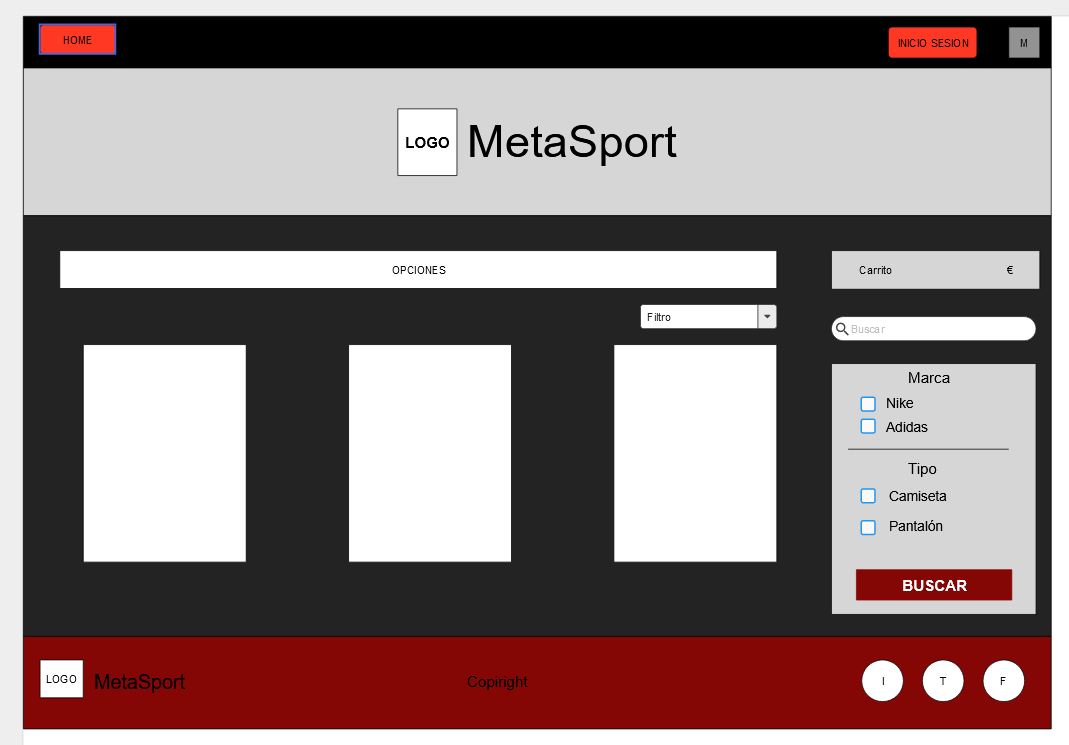 HOME
INICIO SESION
M
LOGO
MetaSport
OPCIONES
Carrito €
Filtro
Buscar
Marca
Nike
Adidas
Tipo
Camiseta
Pantalón
BUSCAR
LOGO
MetaSport
Copiright
I
T
F